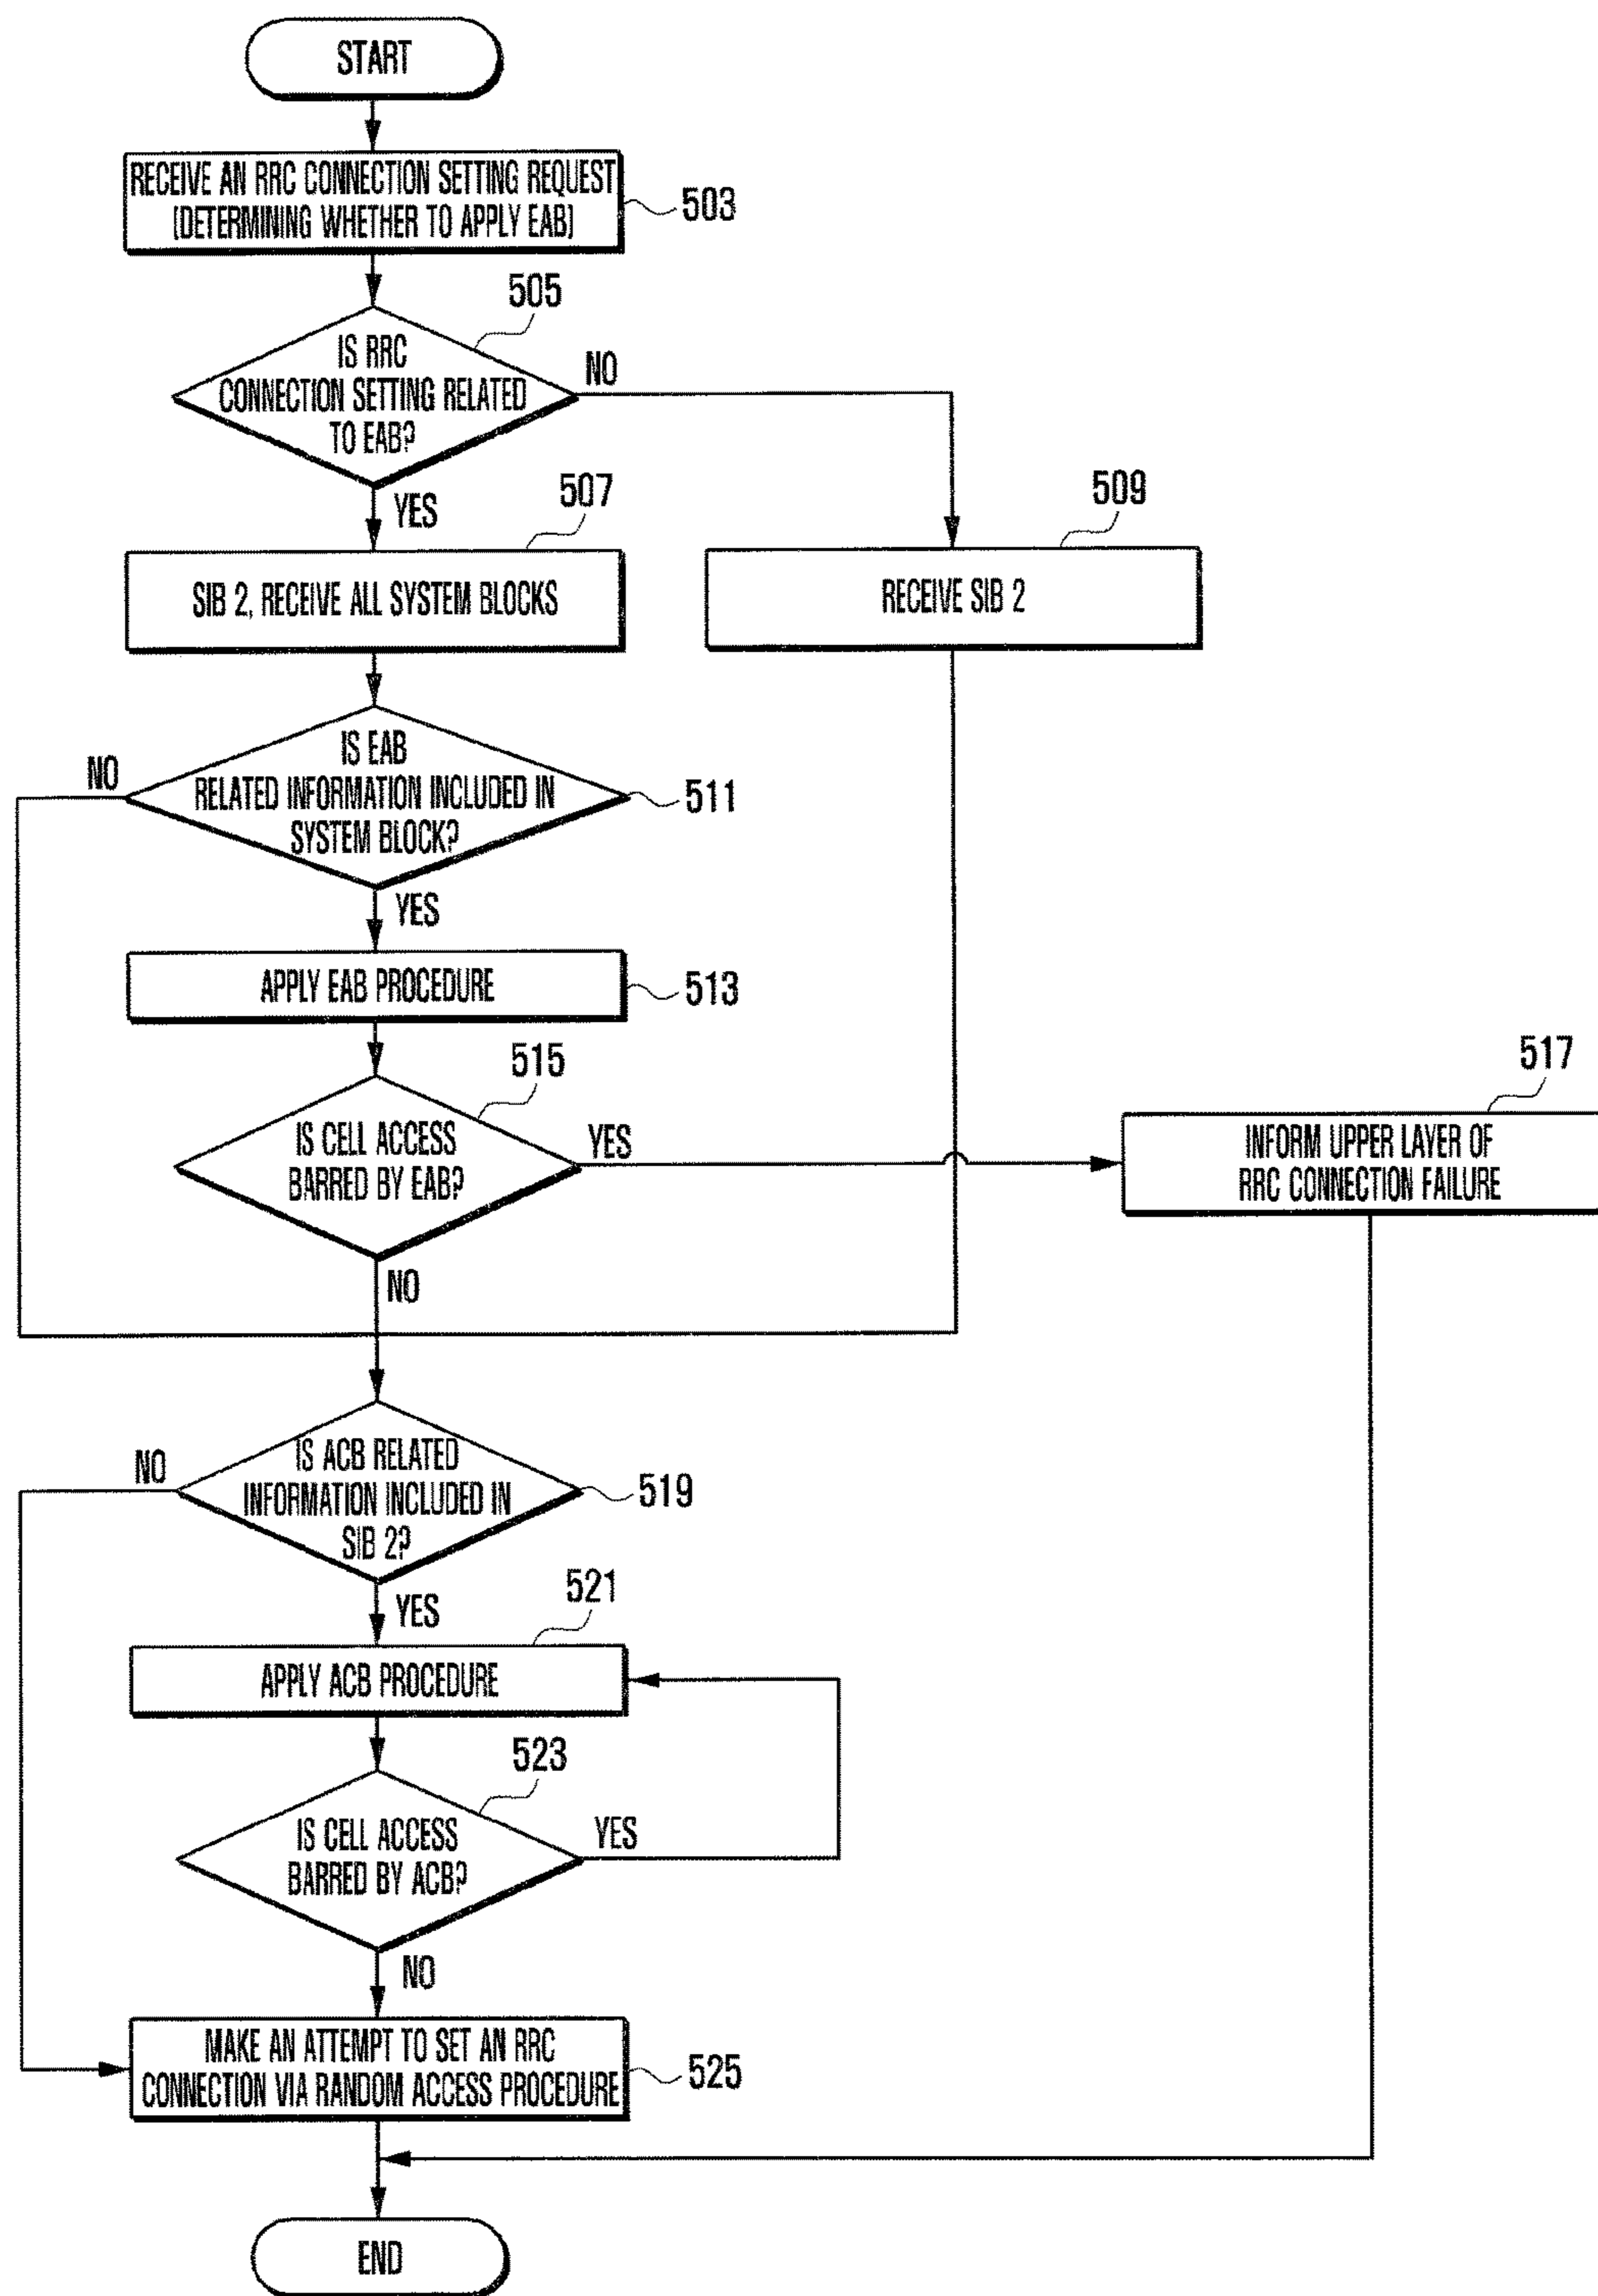 START
RECEIVE AN RRC CONNECTION SETTING REQUEST
[DETERMINING WHETHER TO APPLY EAB]
503
505
IS RRC
CONNECTION SETTING RELATED
TO EAB?
NO
YES
507
509
SIB 2, RECEIVE ALL SYSTEM BLOCKS
RECEIVE SIB 2
IS EAB
RELATED INFORMATION INCLUDED IN
SYSTEM BLOCK?
NO
511
YES
APPLY EAB PROCEDURE
513
515
517
IS CELL ACCESS
BARRED BY EAB?
YES
INFORM UPPER LAYER OF
RRC CONNECTION FAILURE
NO
IS ACB RELATED
INFORMATION INCLUDED IN
SIB 2?
NO
519
YES
521
APPLY ACB PROCEDURE
523
IS CELL ACCESS
BARRED BY ACB?
YES
NO
MAKE AN ATTEMPT TO SET AN RRC
CONNECTION VIA RANDOM ACCESS PROCEDURE
525
END